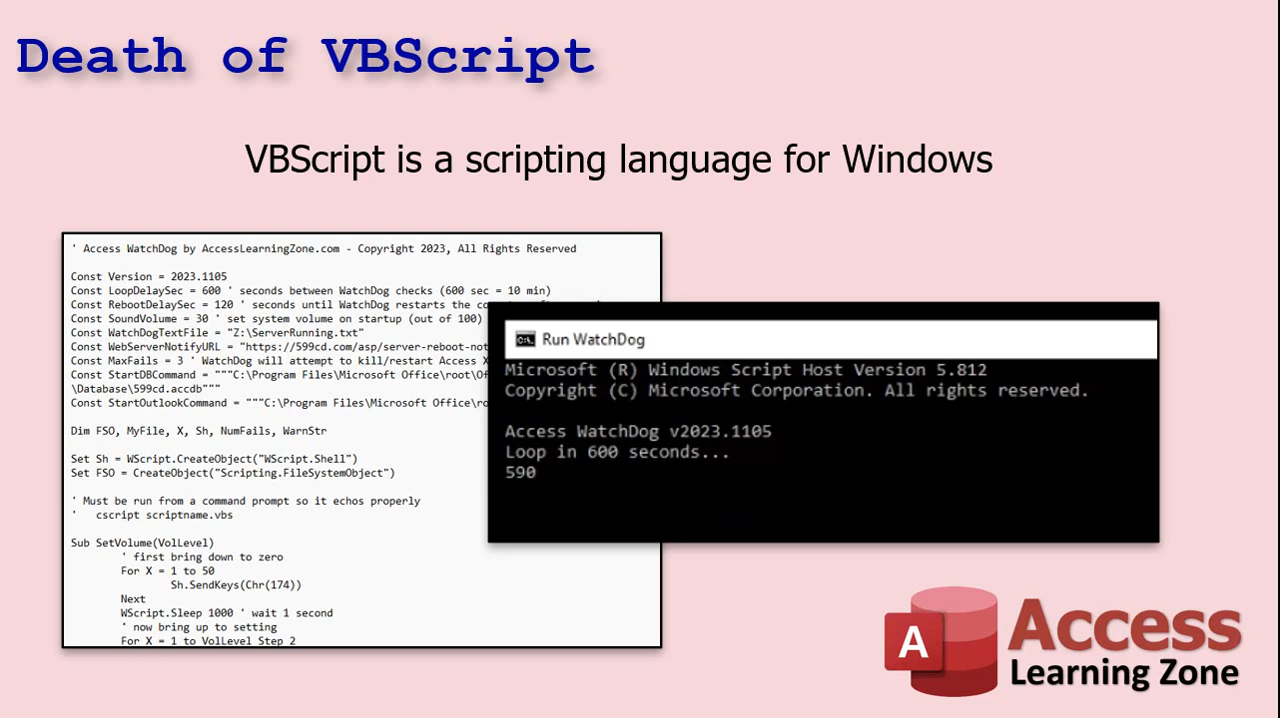 Death of VBScript
VBScript is a scripting language for Windows
' Access WatchDog by AccessLearningZone.com - Copyright 2023, All Rights Reserved
Const Version = 2023.1105
Const LoopDelaySec = 600 ' seconds between WatchDog checks (600 sec = 10 min)
Const RebootDelaySec = 120 ' seconds until WatchDog restarts the
Const SoundVolume = 30 ' set system volume on startup (out of 100)
Const WatchDogTextFile = "Z:\ServerRunning.txt"
Const WebServerNotifyURL = "https://599cd.com/asp/server-reboot-not
Const MaxFails = 3 ' WatchDog will attempt to kill/restart Access X
Const StartDBCommand = """C:\Program Files\Microsoft Office\root\Of
\Database\599cd.accdb"""
Const StartOutlookCommand = """C:\Program Files\Microsoft Office\ro
Dim FSO, MyFile, X, Sh, NumFails, WarnStr
Set Sh = WScript.CreateObject("WScript.Shell")
Set FSO = CreateObject("Scripting.FileSystemObject")
' Must be run from a command prompt so it echos properly
' cscript scriptname.vbs
Sub SetVolume(VolLevel)
' first bring down to zero
For X = 1 to 50
Sh.SendKeys(Chr(174))
Next
WScript.Sleep 1000 ' wait 1 second
' now bring up to setting
For X = 1 to VolLevel Step 2
Run WatchDog
Microsoft (R) Windows Script Host Version 5.812
Copyright (C) Microsoft Corporation. All rights reserved.
Access WatchDog v2023.1105
Loop in 600 seconds...
590
A
Access
Learning Zone